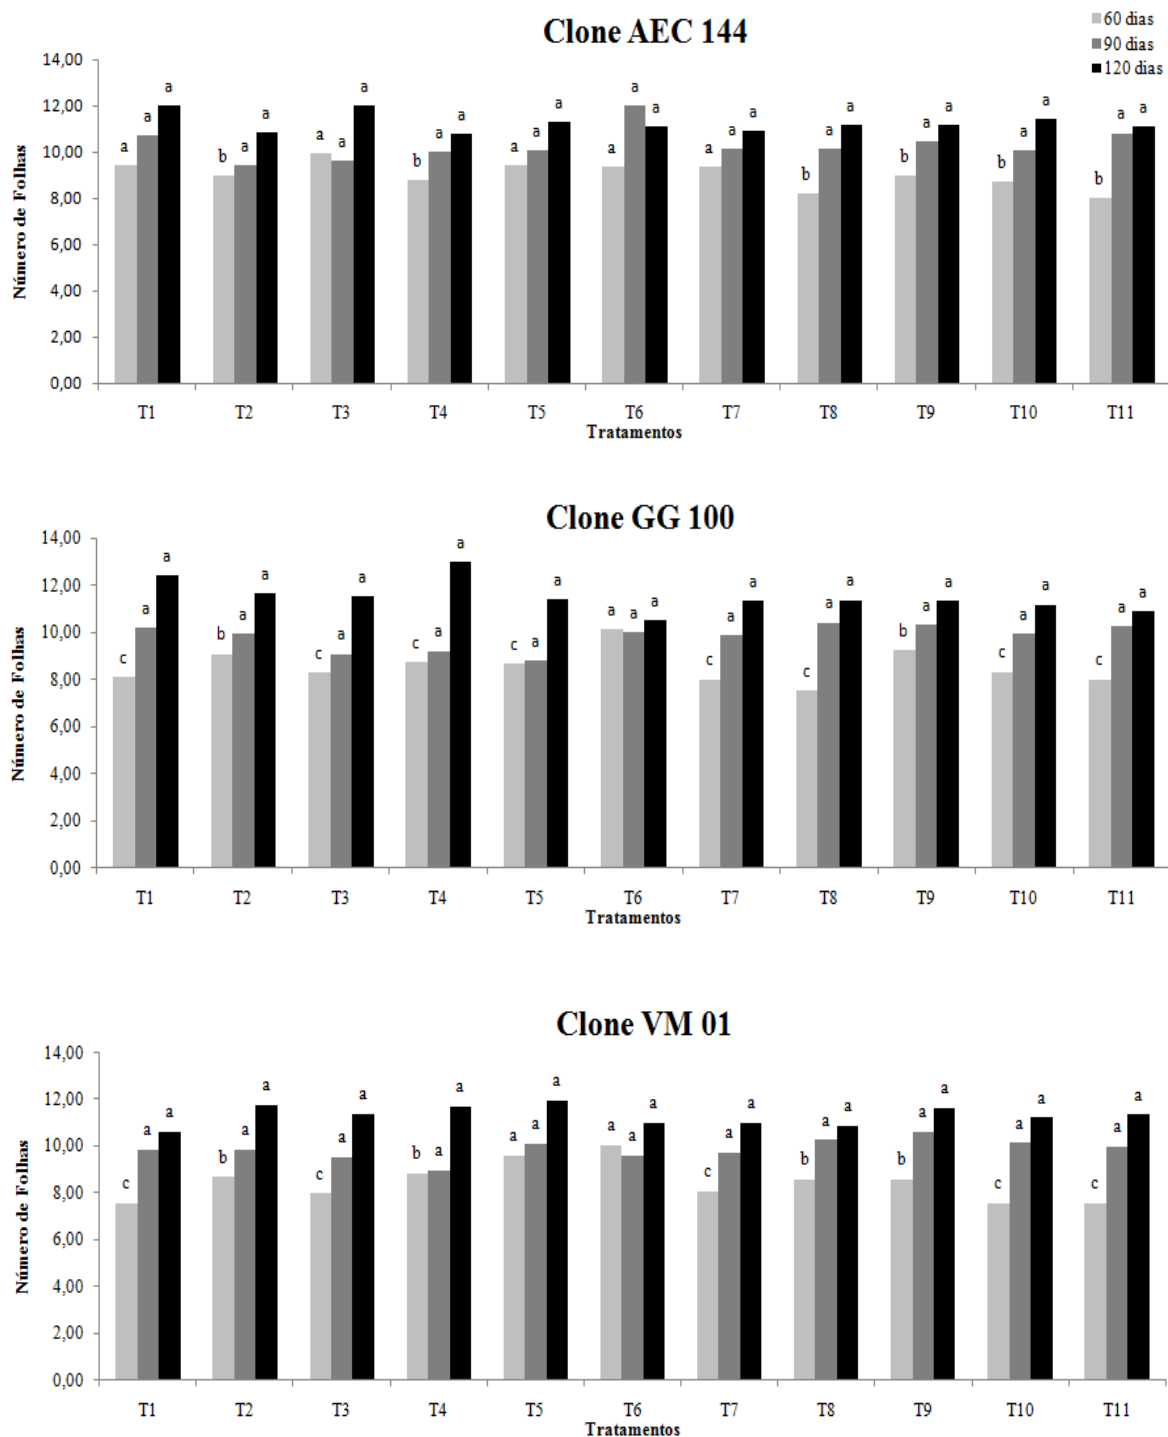 Clone AEC 144
60 dias
90 dias
120 dias
Número de Folhas
14,00
12,00
10,00
8,00
6,00
4,00
2,00
0,00
a a a
b a a
a a a
b a a
a a a
a a a
a a a
b a a
b a a
b a a
b a a
T1 T2 T3 T4 T5 T6 T7 T8 T9 T10 T11
Tratamentos
Clone GG 100
Número de Folhas
14,00
12,00
10,00
8,00
6,00
4,00
2,00
0,00
c a a
b a a
c a a
c a a
c a a
a a a
c a a
c a a
b a a
c a a
c a a
T1 T2 T3 T4 T5 T6 T7 T8 T9 T10 T11
Tratamentos
Clone VM 01
Número de Folhas
14,00
12,00
10,00
8,00
6,00
4,00
2,00
0,00
c a a
b a a
c a a
b a a
a a a
a a a
c a a
b a a
b a a
c a a
c a a
T1 T2 T3 T4 T5 T6 T7 T8 T9 T10 T11
Tratamentos